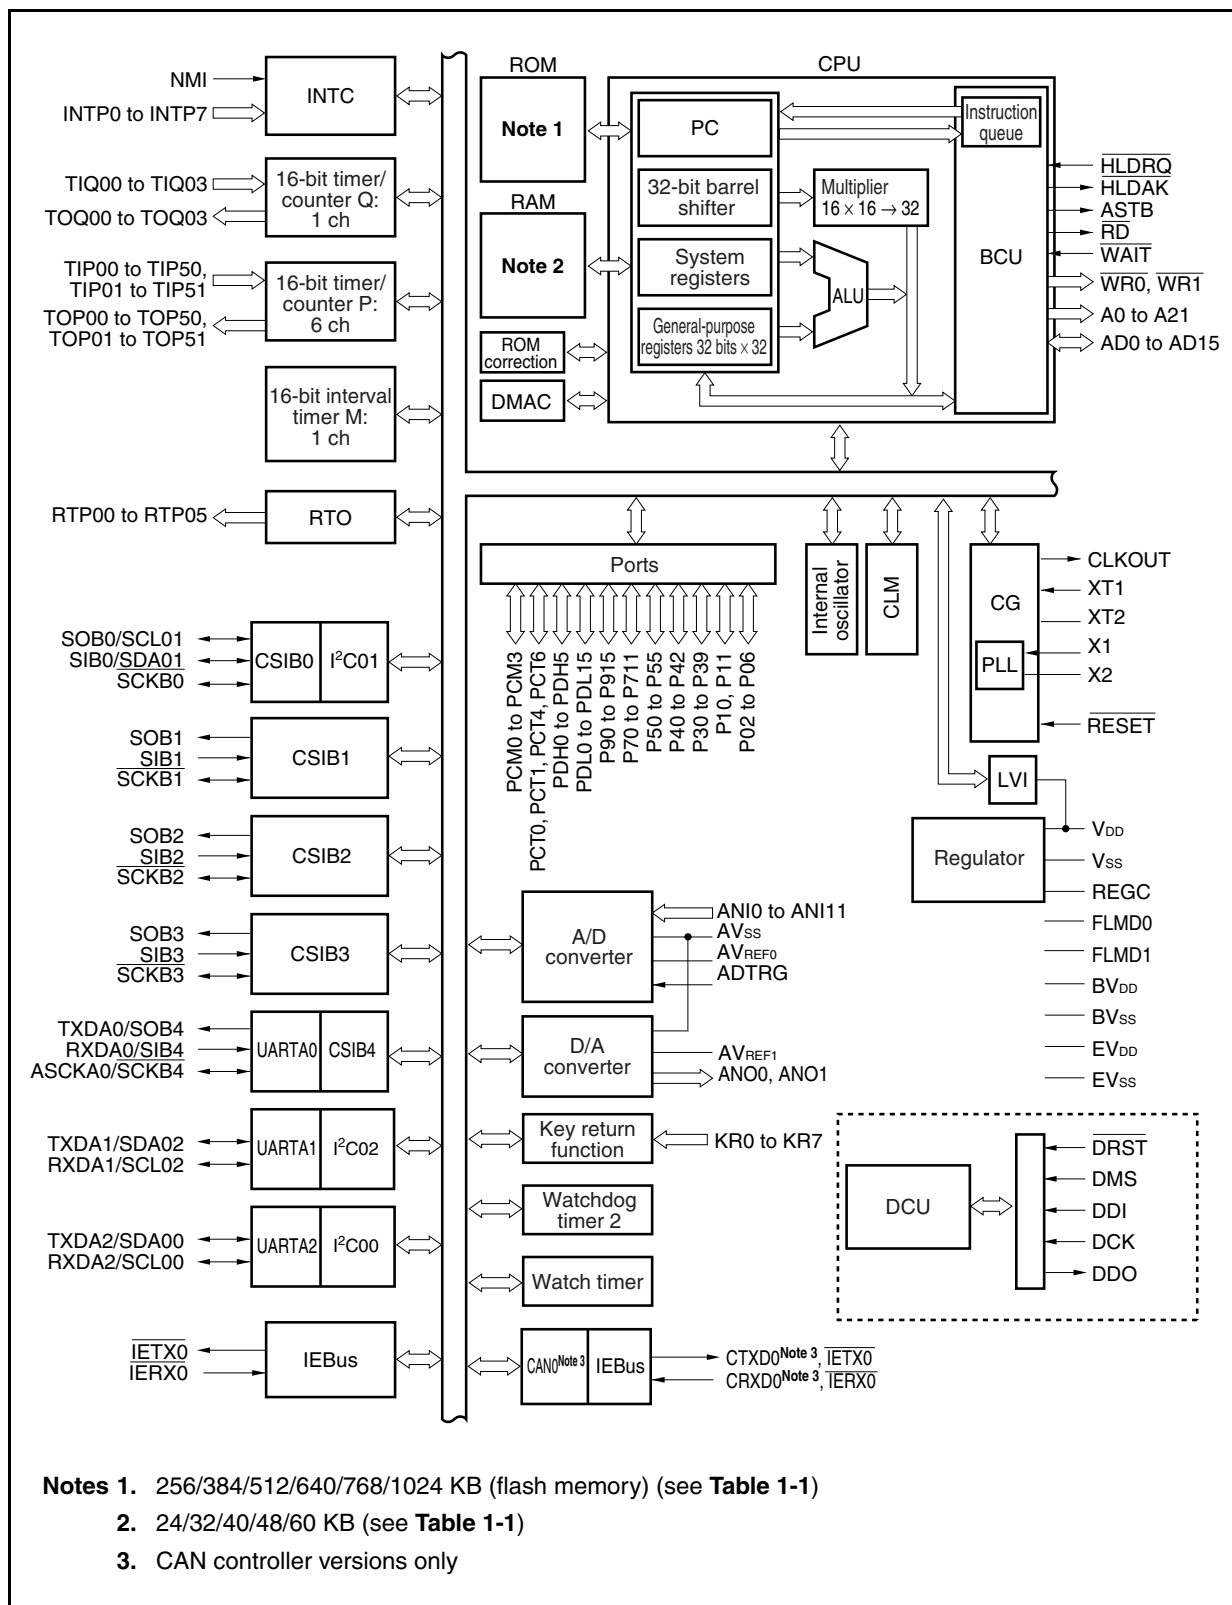 NMI
INTP0 to INTP7
INTC
TIQ00 to TIQ03
TOQ00 to TOQ03
16-bit timer/
counter Q:
1 ch
TIP00 to TIP50,
TIP01 to TIP51
TOP00 to TOP50,
TOP01 to TOP51
16-bit timer/
counter P:
6 ch
16-bit interval
timer M:
1 ch
RTP00 to RTP05
RTO
SOB0/SCL01
SIB0/SDA01
SCKB0
CSIB0
I²C01
SOB1
SIB1
SCKB1
CSIB1
SOB2
SIB2
SCKB2
CSIB2
SOB3
SIB3
SCKB3
CSIB3
TXDA0/SOB4
RXDA0/SIB4
ASCKA0/SCKB4
UARTA0
CSIB4
TXDA1/SDA02
RXDA1/SCL02
UARTA1
I²C02
TXDA2/SDA00
RXDA2/SCL00
UARTA2
I²C00
IETX0
IERX0
IEBus
ROM
Note 1
RAM
Note 2
ROM
correction
DMAC
CPU
PC
32-bit barrel
shifter
System
registers
General-purpose
registers 32 bits × 32
Multiplier
16 × 16 → 32
ALU
Instruction
queue
BCU
HLDRQ
HLDAK
ASTB
RD
WAIT
WR0, WR1
A0 to A21
AD0 to AD15
Ports
PCM0 to PCM3
PCT0, PCT1, PCT4, PCT6
PDH0 to PDH5
PDL0 to PDL15
P90 to P915
P70 to P711
P50 to P55
P40 to P42
P30 to P39
P10, P11
P02 to P06
Internal
oscillator
CLM
CG
PLL
CLKOUT
XT1
XT2
X1
X2
RESET
LVI
Regulator
VDD
VSS
REGC
FLMD0
FLMD1
BVDD
BVSS
EVDD
EVSS
A/D
converter
ANI0 to ANI11
AVSS
AVREF0
ADTRG
D/A
converter
AVREF1
ANO0, ANO1
Key return
function
KR0 to KR7
Watchdog
timer 2
Watch timer
CAN0Note 3
IEBus
CTXD0Note 3, IETX0
CRXD0Note 3, IERX0
DCU
DRST
DMS
DDI
DCK
DDO
Notes 1. 256/384/512/640/768/1024 KB (flash memory) (see Table 1-1)
2. 24/32/40/48/60 KB (see Table 1-1)
3. CAN controller versions only